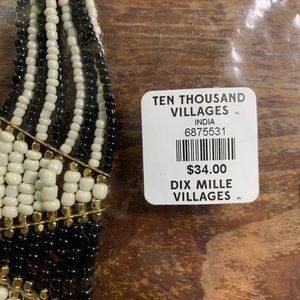 TEN THOUSAND
VILLAGES
INDIA
6875531
$34.00
DIX MILLE
VILLAGES